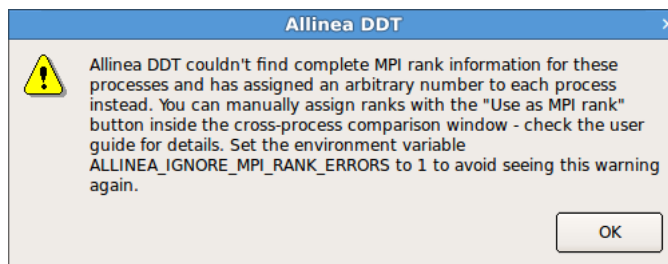 Allinea DDT
Allinea DDT couldn't find complete MPI rank information for these
processes and has assigned an arbitrary number to each process
instead. You can manually assign ranks with the "Use as MPI rank"
button inside the cross-process comparison window - check the user
guide for details. Set the environment variable
ALLINEA_IGNORE_MPI_RANK_ERRORS to 1 to avoid seeing this warning
again.
OK